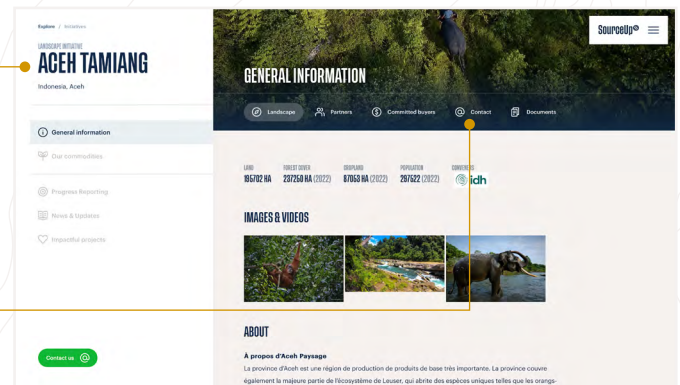 Explore / Initiatives
LANDSCAPE INITIATIVE
ACEH TAMIANG
Indonesia, Aceh
General information
Our commodities
Progress Reporting
News & Updates
Impactful projects
Contact us
SourceUp
GENERAL INFORMATION
Landscape Partners Committed buyers Contact Documents
LAND FOREST COVER CROPLAND POPULATION CONVENERS
195702 HA 237250 HA (2022) 87053 HA (2022) 297522 (2022) idh
IMAGES & VIDEOS
ABOUT
À propos d'Aceh Paysage
La province d'Aceh est une région de production de produits de base très importante. La province couvre
également la majeure partie de l'écosystème de Leuser, qui abrite des espèces uniques telles que les orangs-